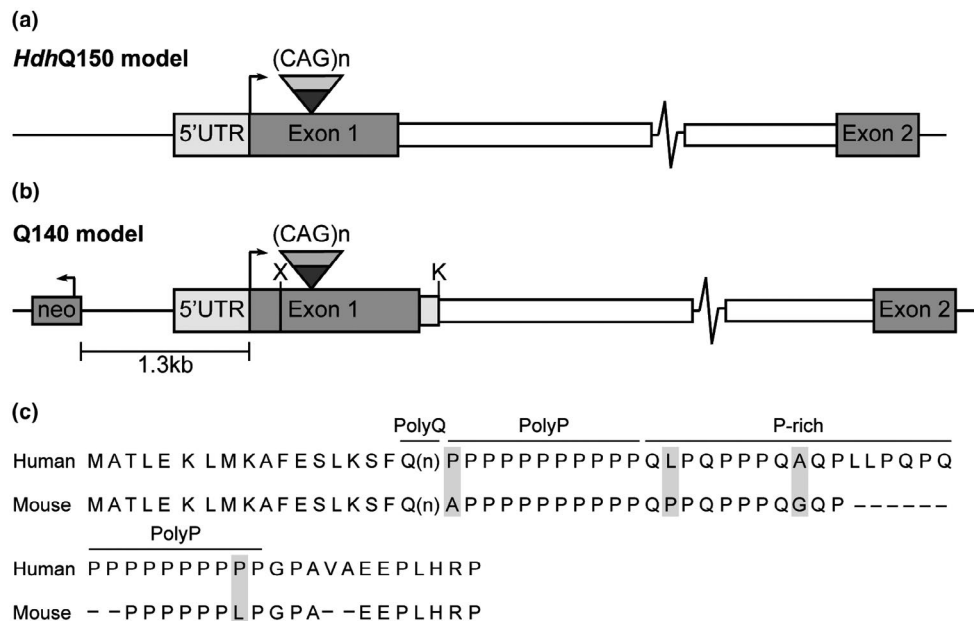 (a)
HdhQ150 model
(CAG)n
5'UTR Exon 1 Exon 2
(b)
Q140 model
(CAG)n
X K
neo 5'UTR Exon 1 Exon 2
1.3kb
(c)
PolyQ PolyP P-rich
Human M A T L E K L M K A F E S L K S F Q(n) P P P P P P P P P P P Q L P Q P P P Q A Q P L L P Q P Q
Mouse M A T L E K L M K A F E S L K S F Q(n) A P P P P P P P P P P Q P P Q P P P Q G Q P – – – – – –
PolyP
Human P P P P P P P P P P G P A V A E E P L H R P
Mouse – – P P P P P P L P G P A – – E E P L H R P